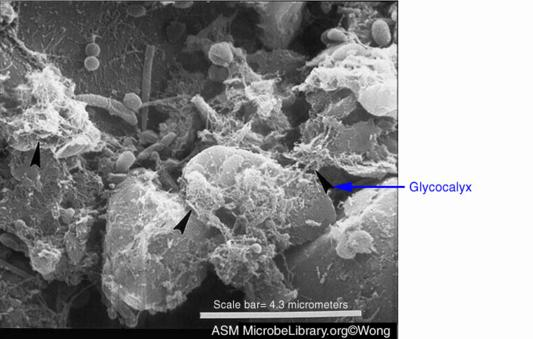 Glycocalyx
Scale bar= 4.3 micrometers
ASM MicrobeLibrary.org©Wong